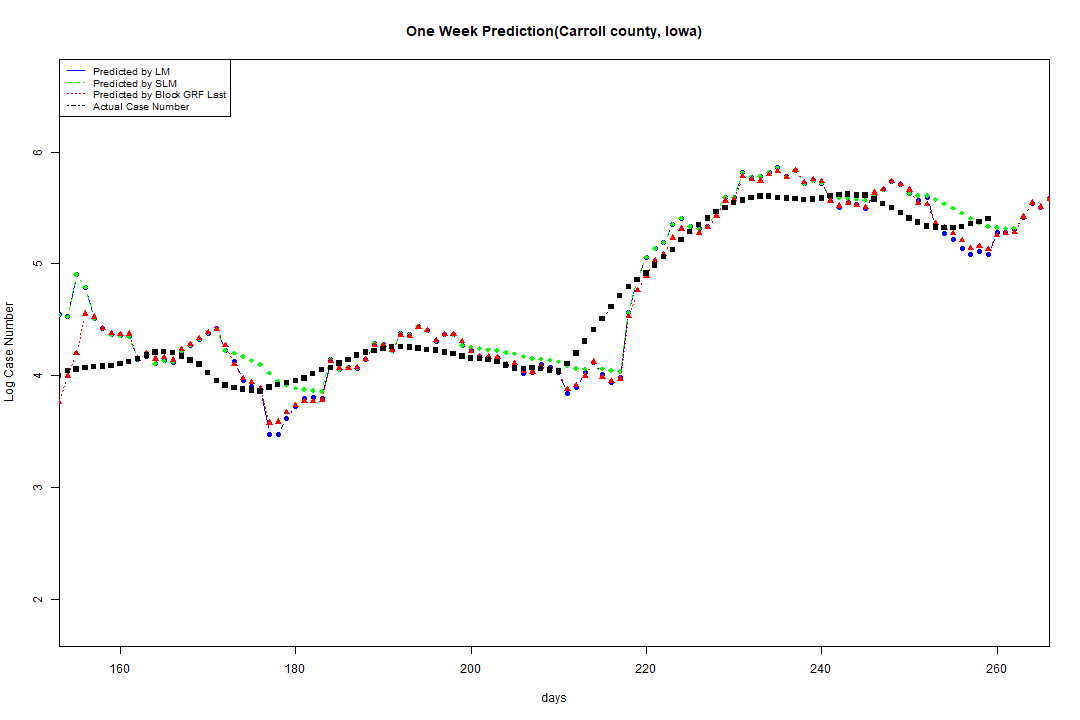 One Week Prediction(Carroll county, Iowa)
Predicted by LM
Predicted by SLM
Predicted by Block GRF Last
Actual Case Number
6
5
4
3
2
Log Case Number
160 180 200 220 240 260
days